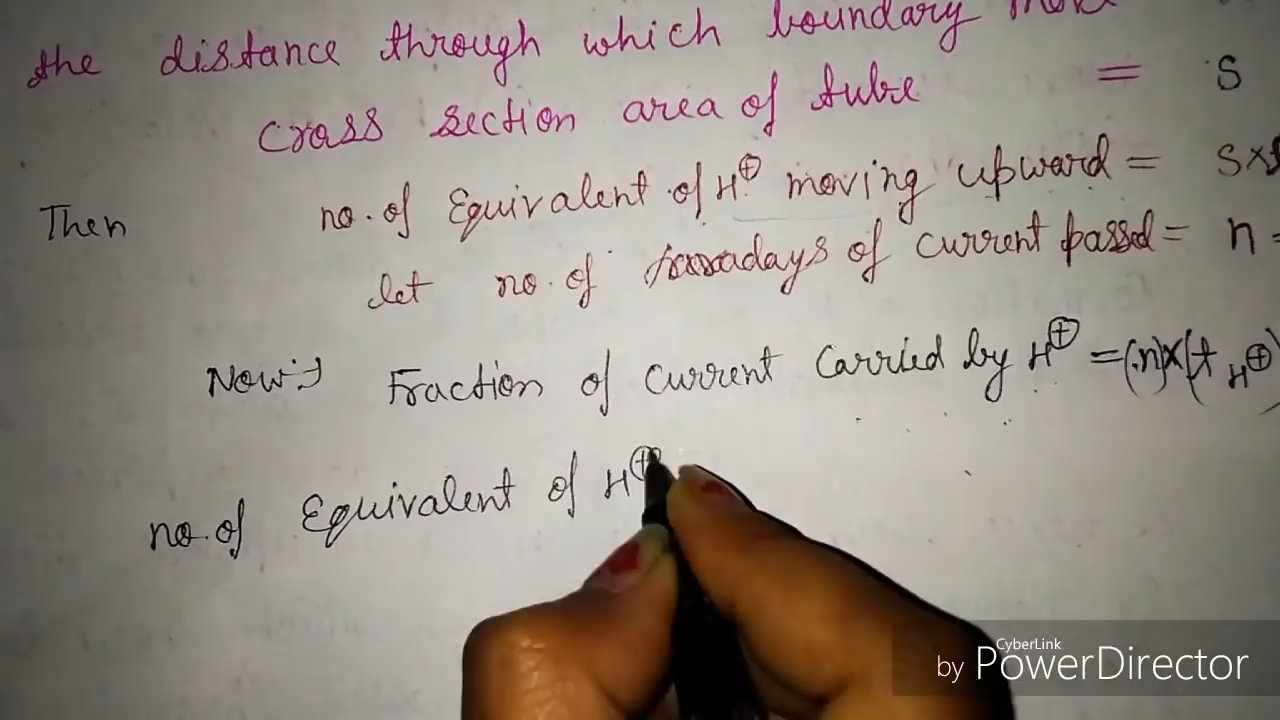 the distance through which boundary
cross section area of tube = s
Then no. of Equivalent of H⊕ moving upward = s×
let no. of faradays of current passed = n =
Now:→ Fraction of current carried by H⊕ = (n)×(t H⊕)
no. of Equivalent of H⊕
CyberLink
by PowerDirector